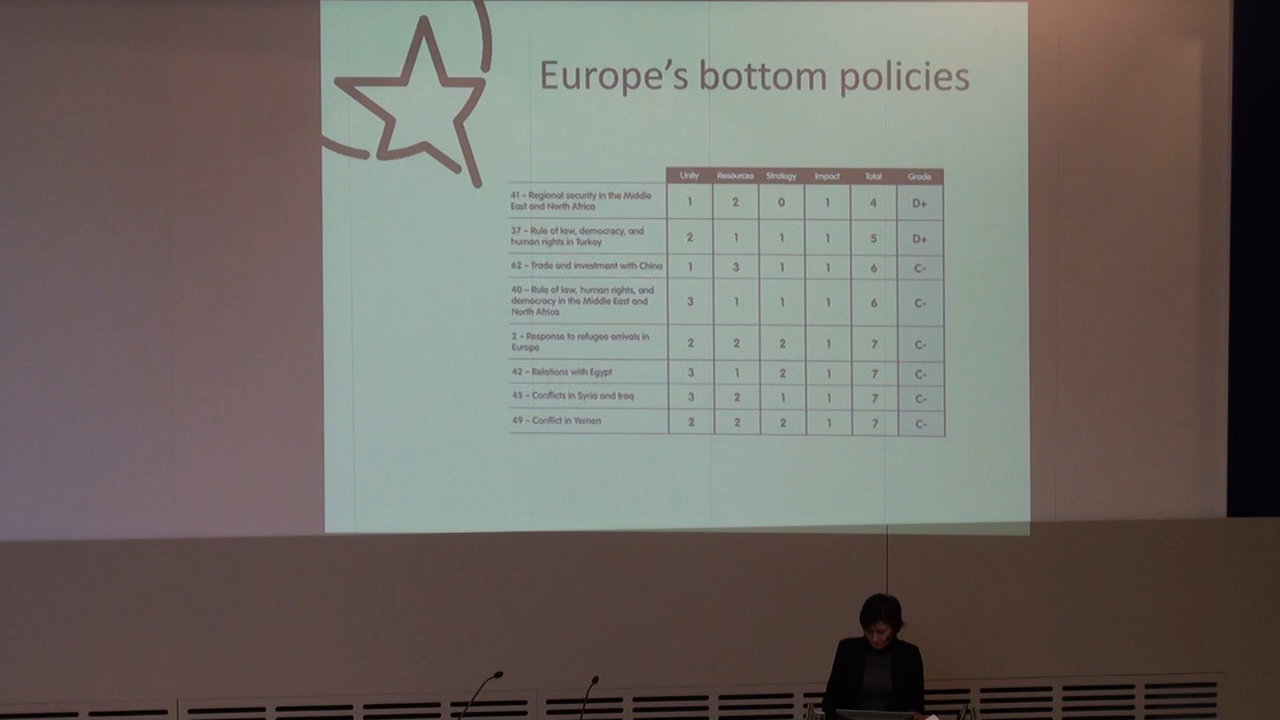 Europe's bottom policies
Unity Resources Strategy Impact Total Grade
41 – Regional security in the Middle
East and North Africa 1 2 0 1 4 D+
37 – Rule of law, democracy, and
human rights in Turkey 2 1 1 1 5 D+
62 – Trade and investment with China 1 3 1 1 6 C-
40 – Rule of law, human rights, and
democracy in the Middle East and
North Africa 3 1 1 1 6 C-
2 – Response to refugee arrivals in
Europe 2 2 2 1 7 C-
42 – Relations with Egypt 3 1 2 1 7 C-
45 – Conflicts in Syria and Iraq 3 2 1 1 7 C-
49 – Conflict in Yemen 2 2 2 1 7 C-